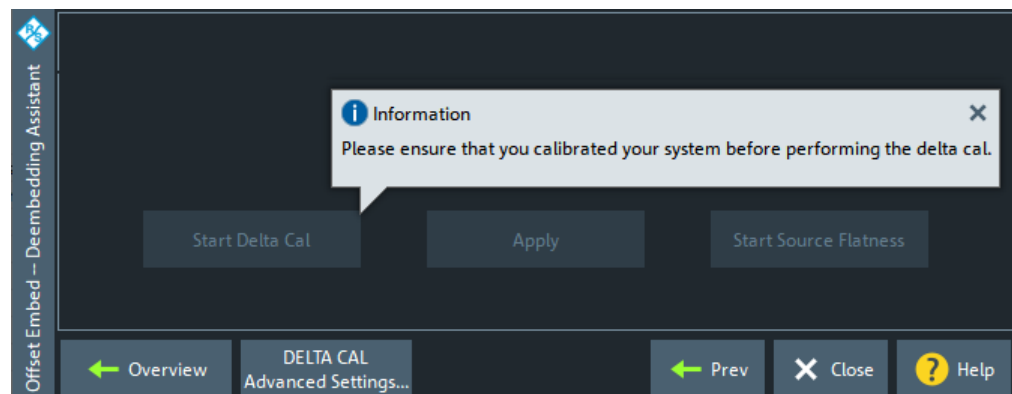 R&S
Offset Embed -- Deembedding Assistant
Information
Please ensure that you calibrated your system before performing the delta cal.
Start Delta Cal
Apply
Start Source Flatness
Overview
DELTA CAL
Advanced Settings...
Prev
Close
? Help